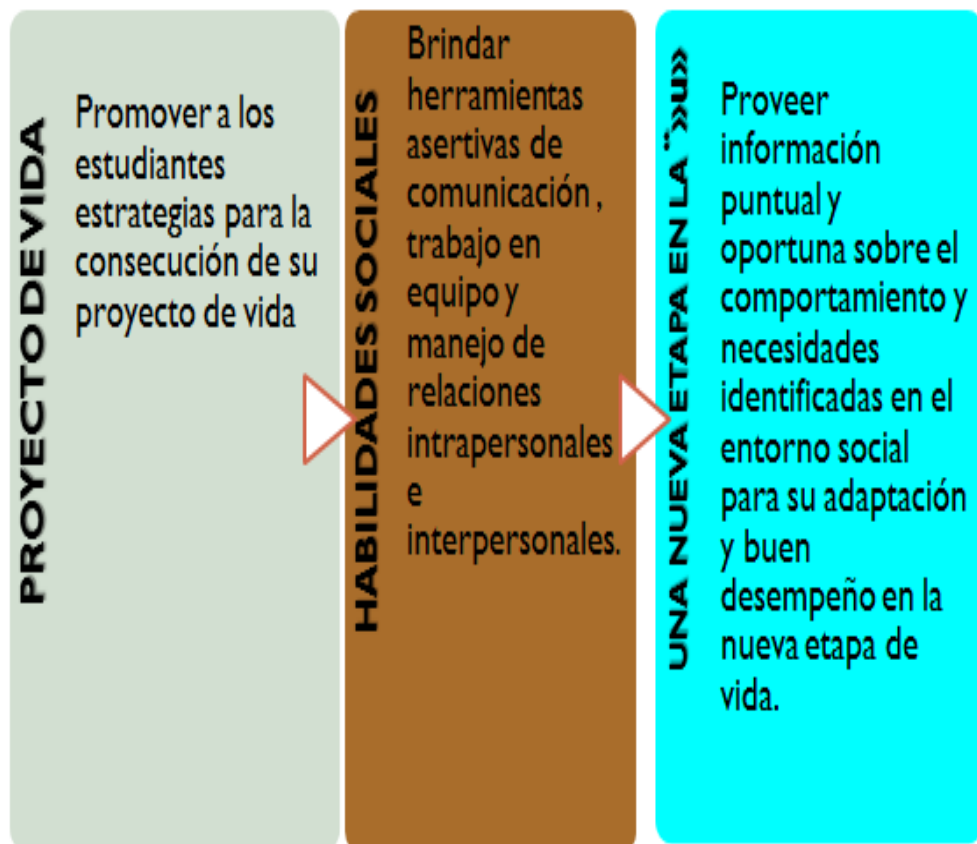 PROYECTO DE VIDA
Promover a los
estudiantes
estrategias para la
consecución de su
proyecto de vida
HABILIDADES SOCIALES
Brindar
herramientas
asertivas de
comunicación ,
trabajo en
equipo y
manejo de
relaciones
intrapersonales
e
interpersonales.
UNA NUEVA ETAPA EN LA ¨»u»
Proveer
información
puntual y
oportuna sobre el
comportamiento y
necesidades
identificadas en el
entorno social
para su adaptación
y buen
desempeño en la
nueva etapa de
vida.